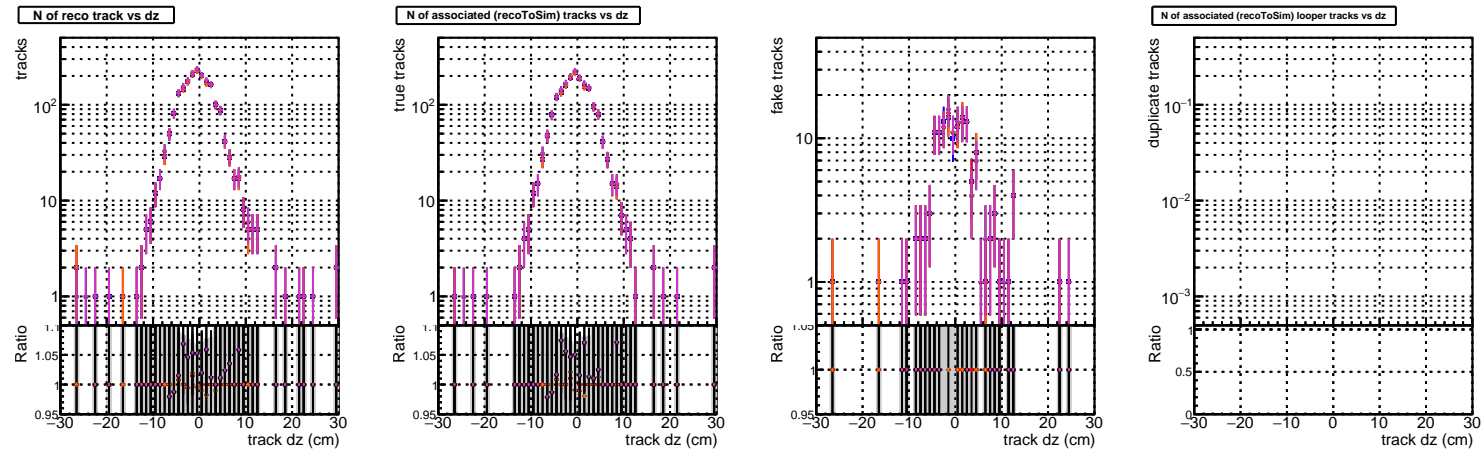 N of reco track vs dz
tracks
10²
10
1
Ratio
1.1
1.05
1
0.95
−30 −20 −10 0 10 20 30
track dz (cm)
N of associated (recoToSim) tracks vs dz
true tracks
10²
10
1
Ratio
1.1
1.05
1
0.95
−30 −20 −10 0 10 20 30
track dz (cm)
fake tracks
10
1
Ratio
1.05
1
0.95
−30 −20 −10 0 10 20 30
track dz (cm)
N of associated (recoToSim) looper tracks vs dz
duplicate tracks
10⁻¹
10⁻²
10⁻³
Ratio
1
0.5
0
−30 −20 −10 0 10 20 30
track dz (cm)